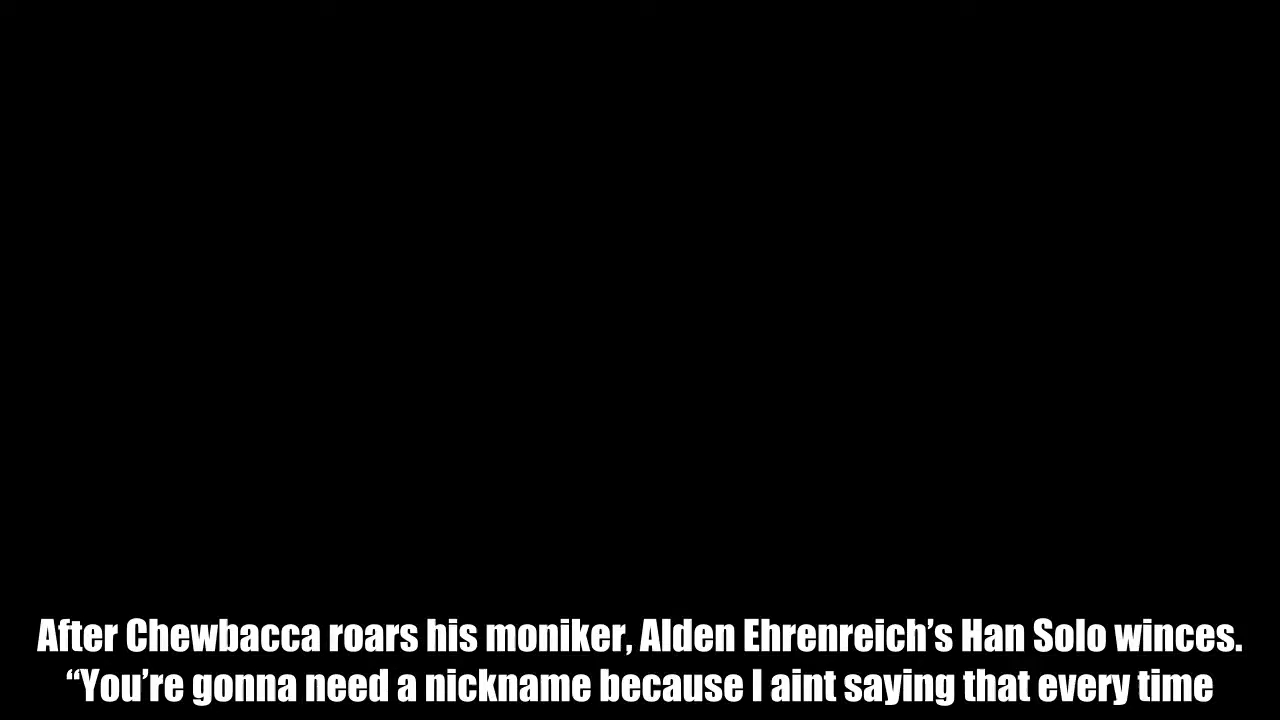 After Chewbacca roars his moniker, Alden Ehrenreich’s Han Solo winces.
“You’re gonna need a nickname because I aint saying that every time